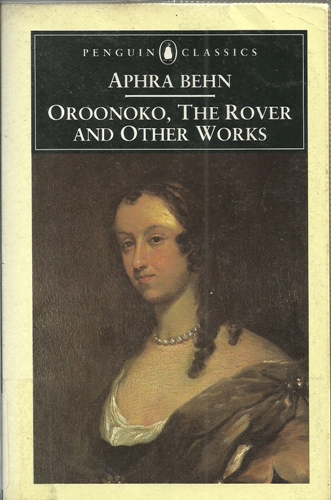 PENGUIN CLASSICS
APHRA BEHN
OROONOKO, THE ROVER
AND OTHER WORKS